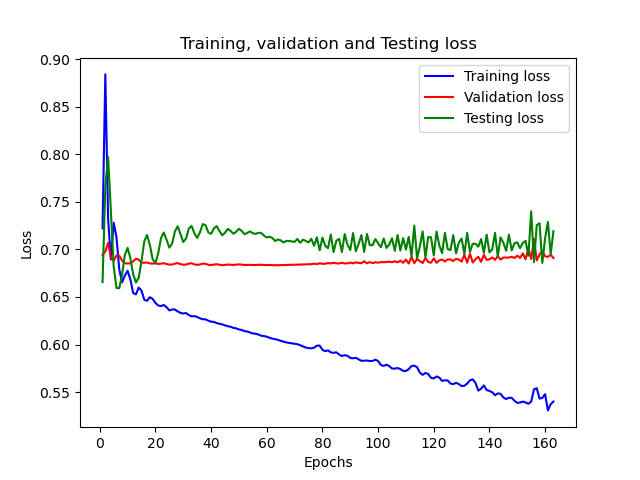 Training, validation and Testing loss
Training loss
Validation loss
Testing loss
Loss
0.90
0.85
0.80
0.75
0.70
0.65
0.60
0.55
0 20 40 60 80 100 120 140 160
Epochs